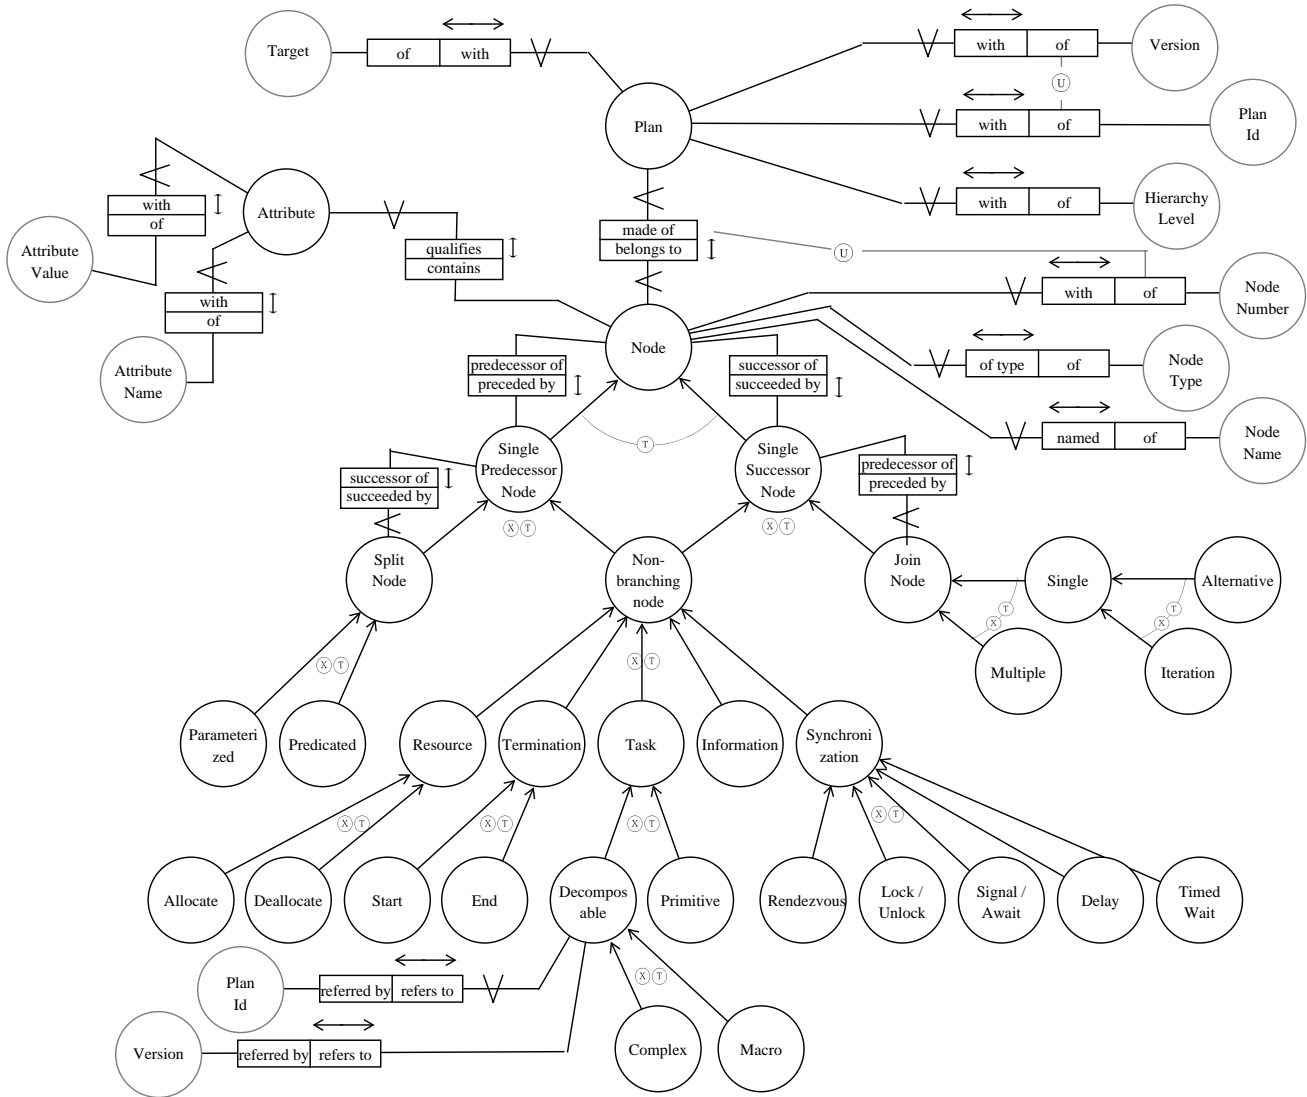 Target
of with
with of
Version
U
Plan
with of
Plan
Id
with
of
Attribute
with of
Hierarchy
Level
made of
belongs to
qualifies
contains
U
Attribute
Value
with of
Node
Number
with
of
Node
predecessor of
preceded by
successor of
succeeded by
of type of
Node
Type
Attribute
Name
named of
Node
Name
T
Single
Predecessor
Node
Single
Successor
Node
successor of
succeeded by
predecessor of
preceded by
X T
X T
Split
Node
Non-
branching
node
Join
Node
Single
Alternative
X T
X T
Multiple
Iteration
X T
X T
Parameteri
zed
Predicated
Resource
Termination
Task
Information
Synchroni
zation
X T
X T
X T
X T
Allocate
Deallocate
Start
End
Decompos
able
Primitive
Rendezvous
Lock /
Unlock
Signal /
Await
Delay
Timed
Wait
X T
Plan
Id
referred by refers to
Version
referred by refers to
Complex
Macro